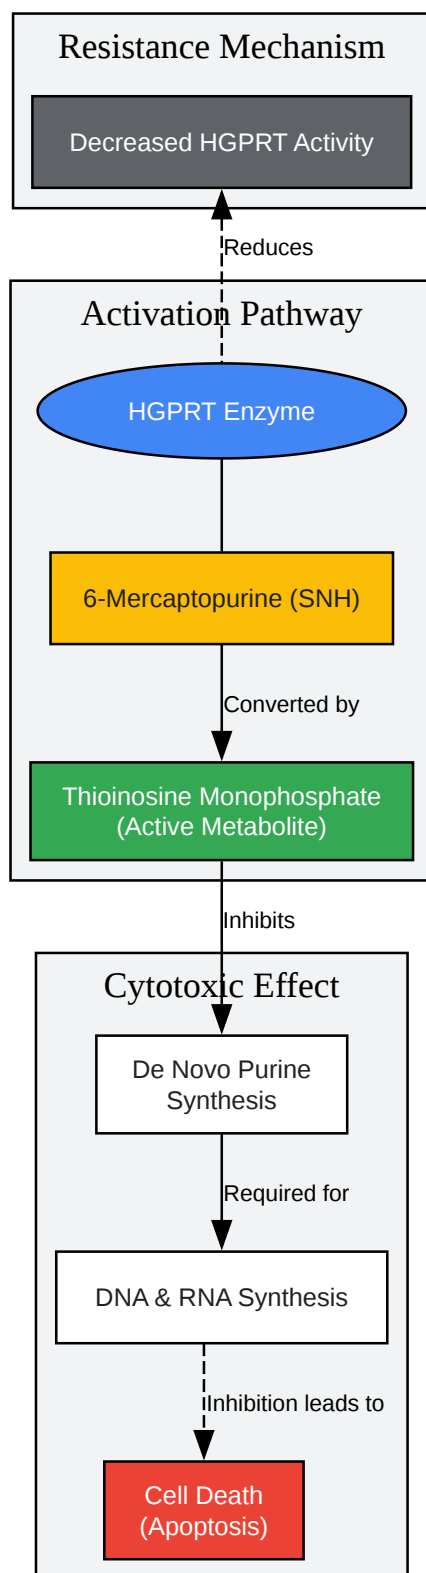 Resistance Mechanism
Decreased HGPRT Activity
Reduces
Activation Pathway
HGPRT Enzyme
6-Mercaptopurine (SNH)
Converted by
Thioinosine Monophosphate
(Active Metabolite)
Inhibits
Cytotoxic Effect
De Novo Purine
Synthesis
Required for
DNA & RNA Synthesis
Inhibition leads to
Cell Death
(Apoptosis)